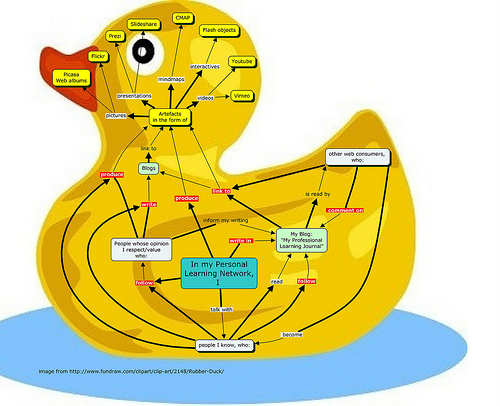 CMAP
Slideshare
Flash objects
Prezi
Flickr
Youtube
Picasa
Web albums
interactives
mindmaps
presentations
videos
Vimeo
pictures
Artefacts
in the form of
link to
other web consumers,
who:
Blogs
produce
link to
produce
is read by
write
comment on
inform my writing
People whose opinion
I respect/value
who:
write in
My Blog:
"My Professional
Learning Journal"
In my Personal
Learning Network,
I
follow
read
follow
talk with
become
people I know, who:
image from http://www.fundraw.com/clipart/clip-art/2148/Rubber-Duck/